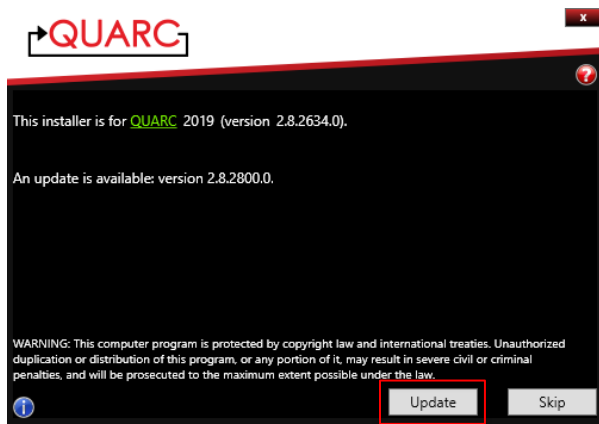 QUARC
x
?
This installer is for QUARC 2019 (version 2.8.2634.0).
An update is available: version 2.8.2800.0.
WARNING: This computer program is protected by copyright law and international treaties. Unauthorized
duplication or distribution of this program, or any portion of it, may result in severe civil or criminal
penalties, and will be prosecuted to the maximum extent possible under the law.
i
Update
Skip